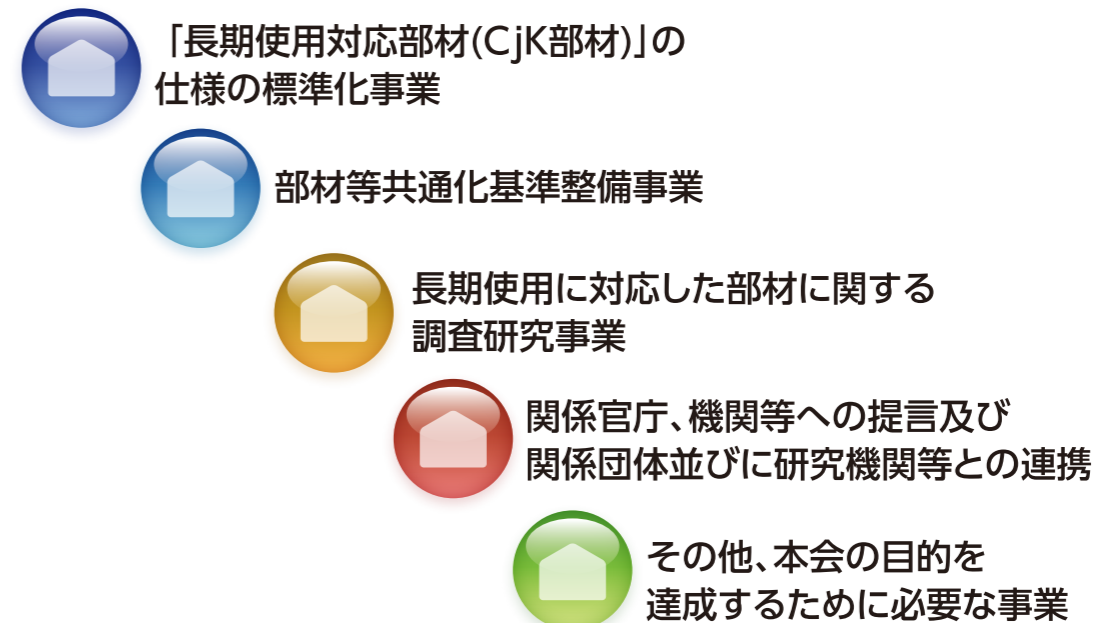 「長期使用対応部材(CjK部材)」の
仕様の標準化事業
部材等共通化基準整備事業
長期使用に対応した部材に関する
調査研究事業
関係官庁、機関等への提言及び
関係団体並びに研究機関等との連携
その他、本会の目的を
達成するために必要な事業